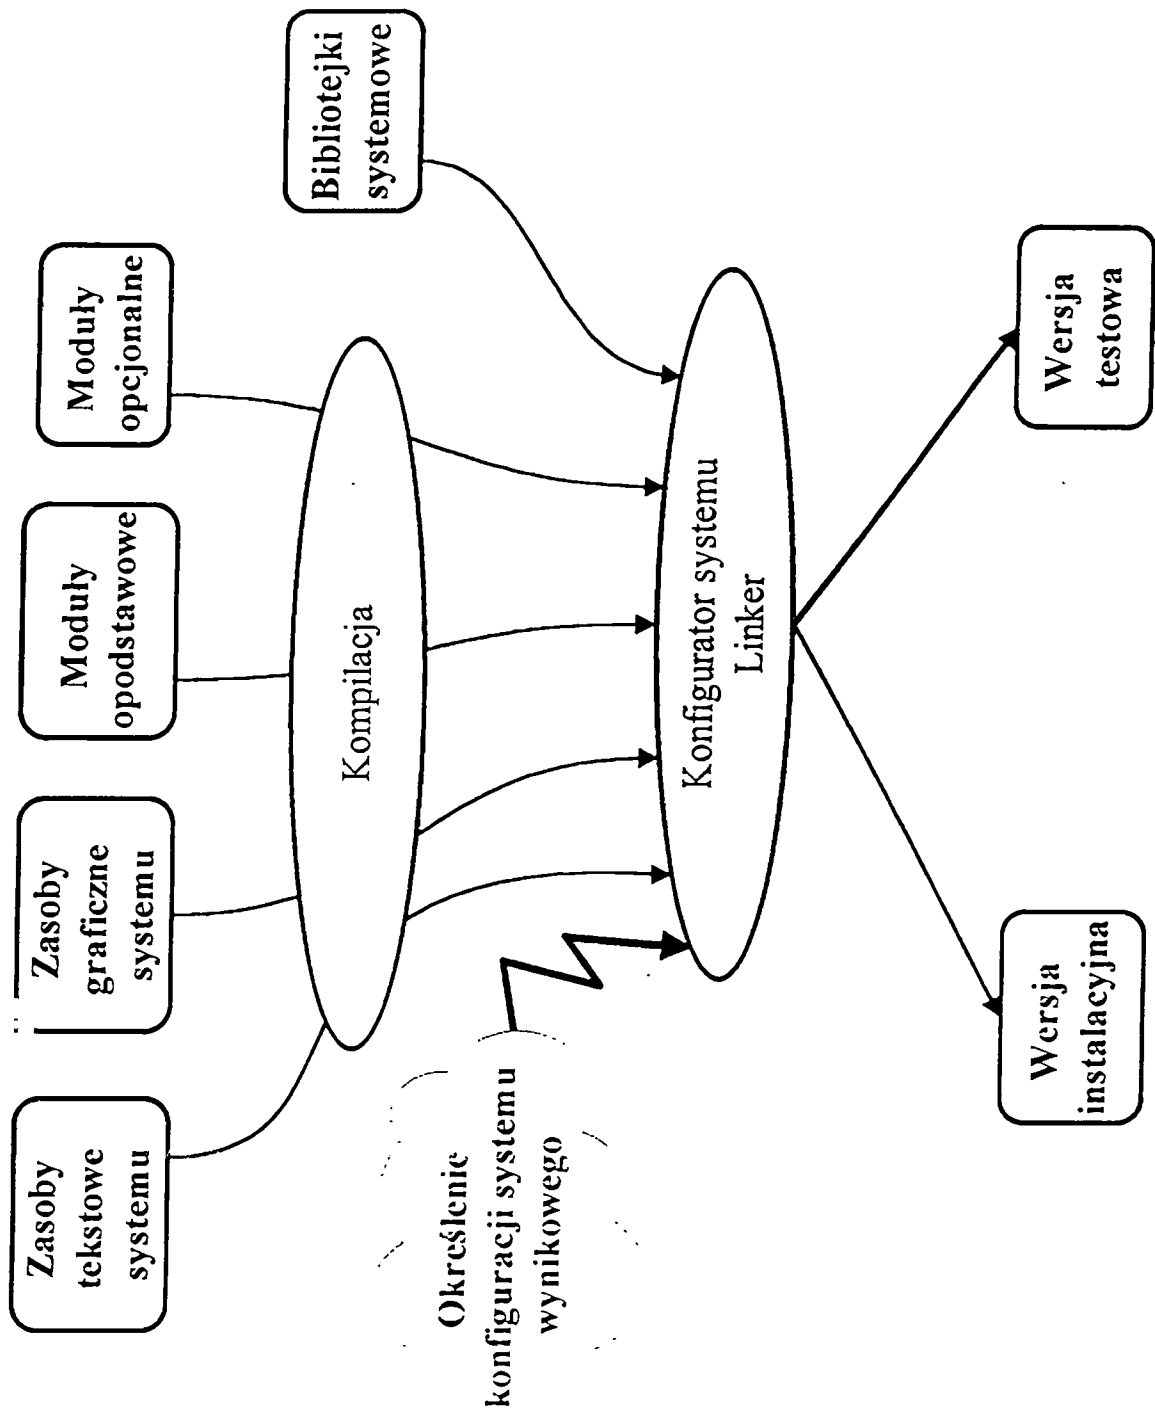 Zasoby
tekstowe
systemu
Zasoby
graficzne
systemu
Moduły
opodstawowe
Moduły
opcjonalne
Bibliotejki
systemowe
Kompilacja
Określenie
konfiguracji systemu
wynikowego
Konfigurator systemu
Linker
Wersja
instalacyjna
Wersja
testowa